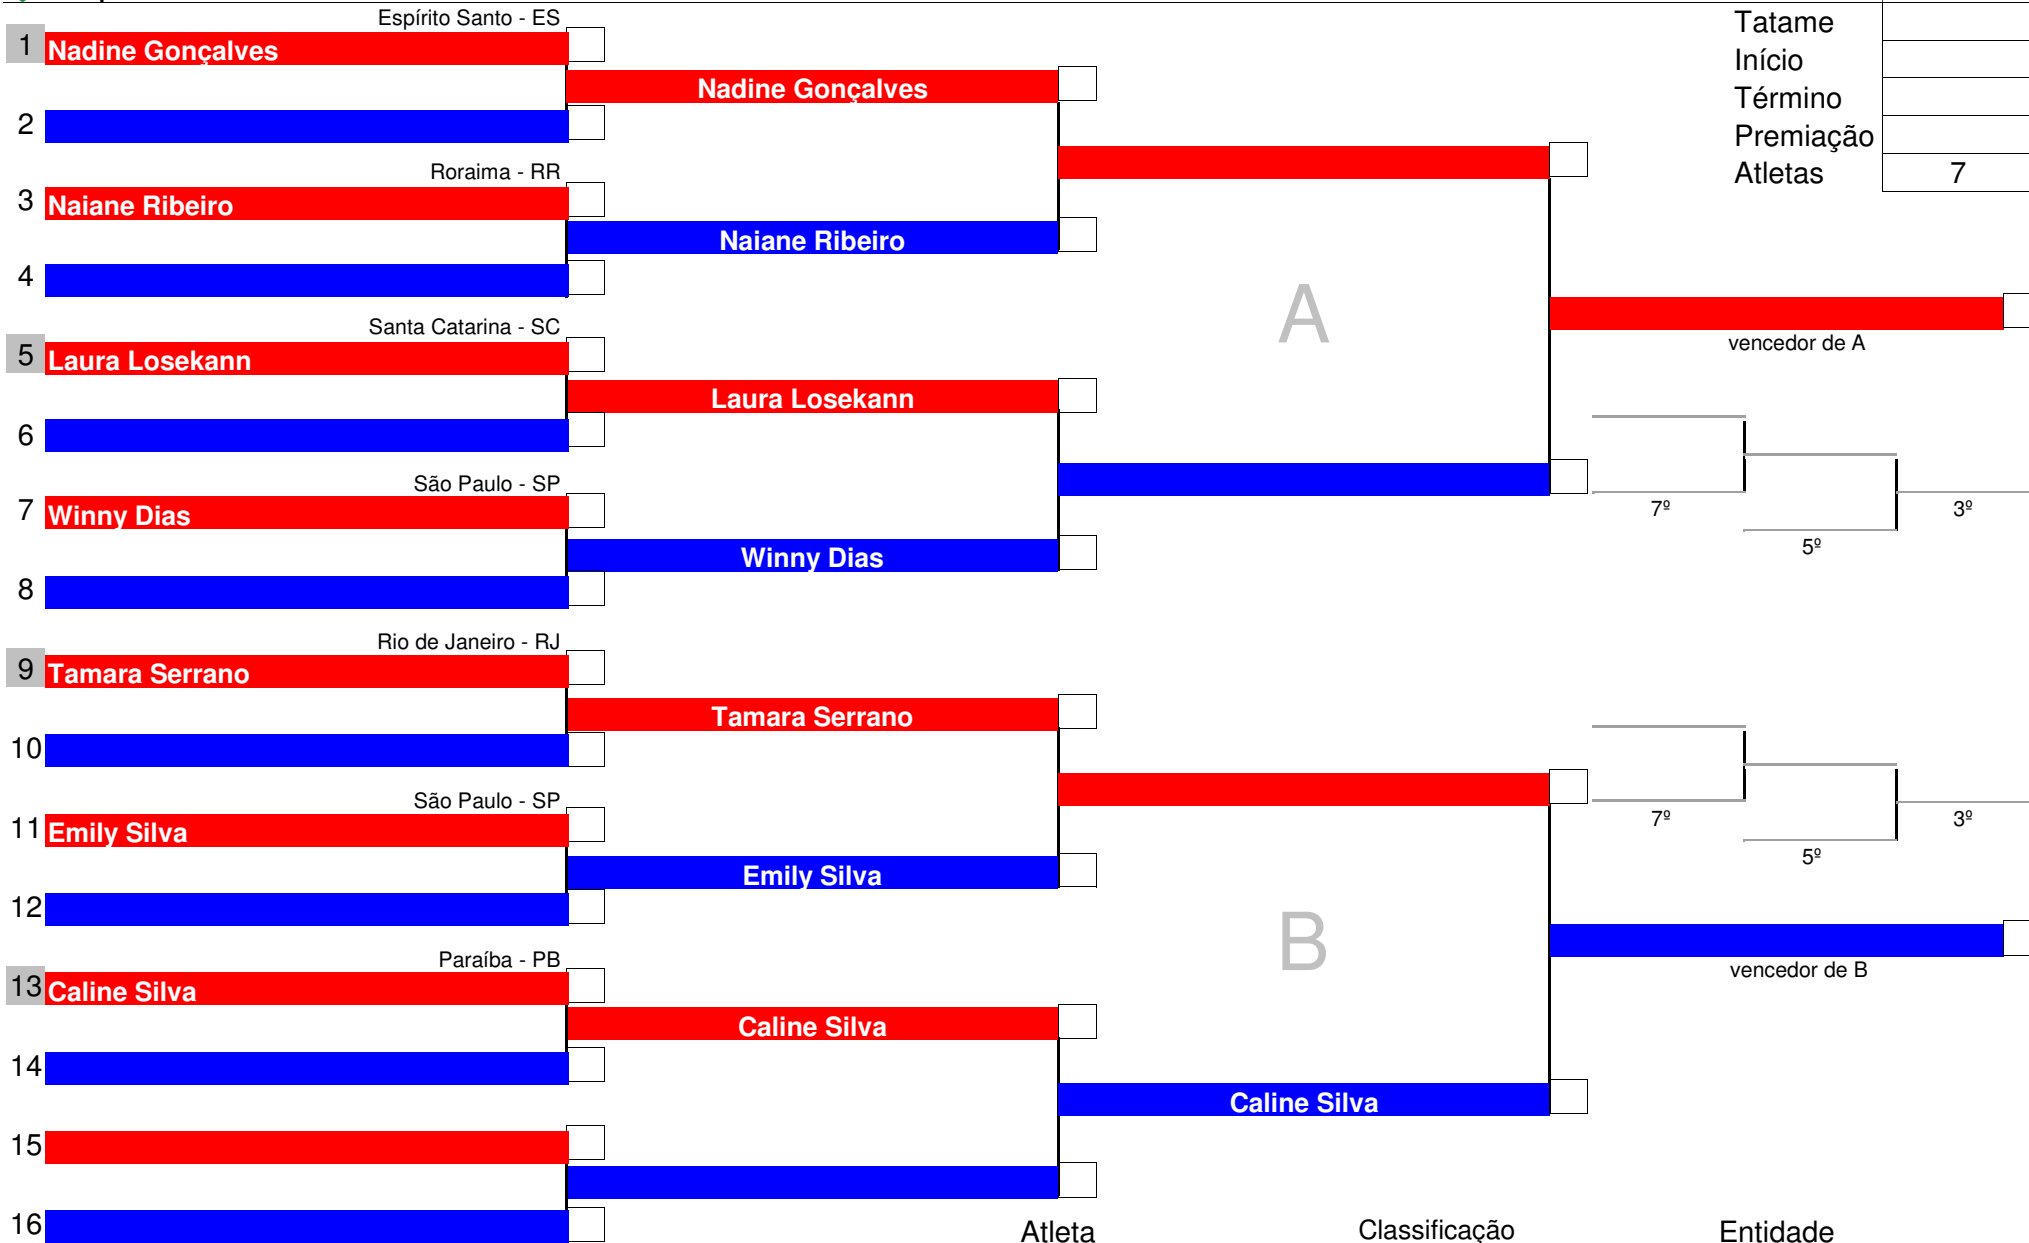 Espírito Santo - ES
1 Nadine Gonçalves
Nadine Gonçalves
2
Roraima - RR
3 Naiane Ribeiro
Naiane Ribeiro
4
Santa Catarina - SC
5 Laura Losekann
Laura Losekann
6
São Paulo - SP
7 Winny Dias
Winny Dias
8
Rio de Janeiro - RJ
9 Tamara Serrano
Tamara Serrano
10
São Paulo - SP
11 Emily Silva
Emily Silva
12
Paraíba - PB
13 Caline Silva
Caline Silva
14
Caline Silva
15
16
A
B
Tatame
Início
Término
Premiação
Atletas 7
vencedor de A
7º
3º
5º
7º
3º
5º
vencedor de B
Atleta Classificação Entidade